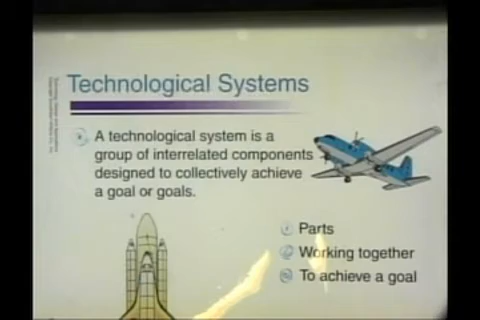 Technological Systems
A technological system is a
group of interrelated components
designed to collectively achieve
a goal or goals.
Parts
Working together
To achieve a goal